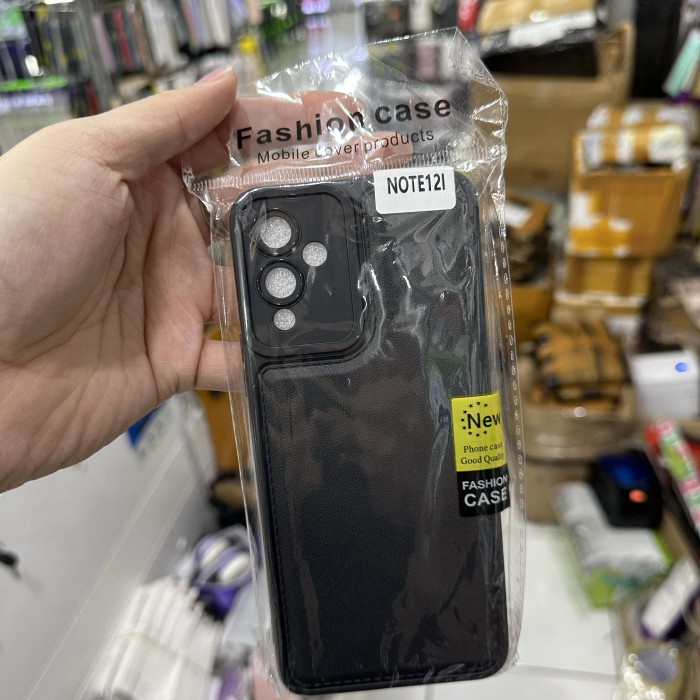 Fashion case
Mobile cover products
NOTE12I
New
Phone case
Good Quality
FASHION
CASE